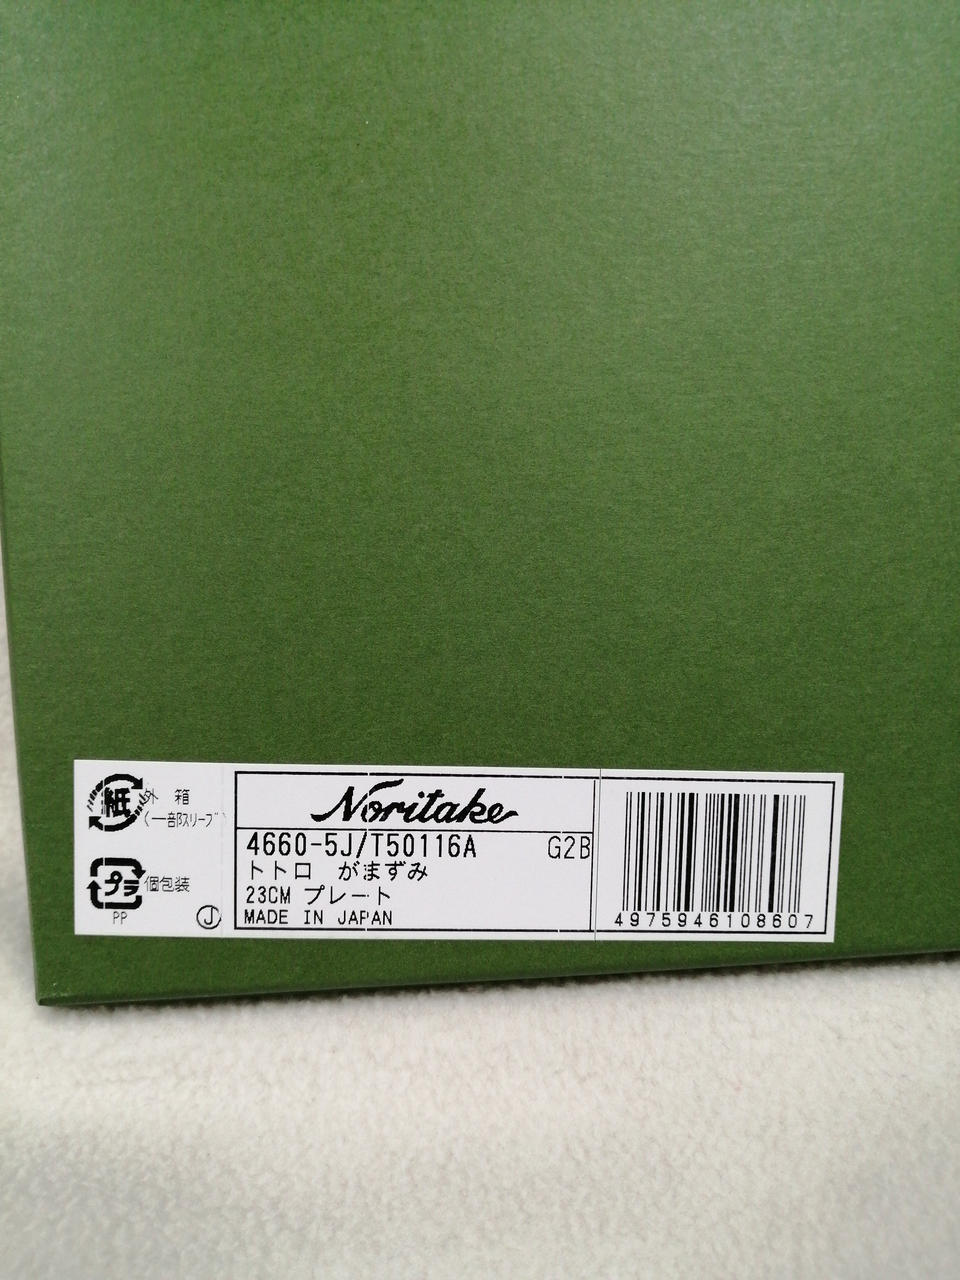 紙 外 箱
(一部スリーブ)
プラ 個包装
PP
J
Noritake
4660-5J/T50116A G2B
トトロ がまずみ
23CM プレート
MADE IN JAPAN
4975946108607